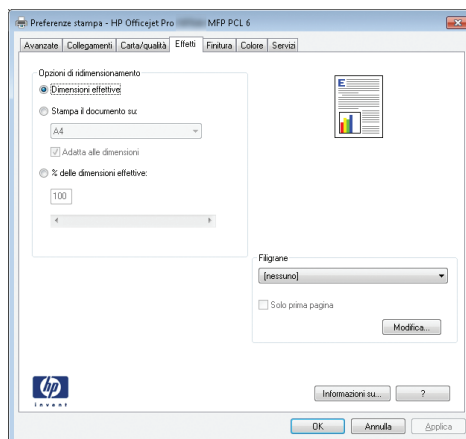 Preferenze stampa - HP Officejet Pro MFP PCL 6
Avanzate Collegamenti Carta/qualità Effetti Finitura Colore Servizi
Opzioni di ridimensionamento
Dimensioni effettive
Stampa il documento su:
A4
Adatta alle dimensioni
% delle dimensioni effettive:
100
E
Filigrane
[nessuno]
Solo prima pagina
Modifica...
hp
invent
Informazioni su... ?
OK Annulla Applica